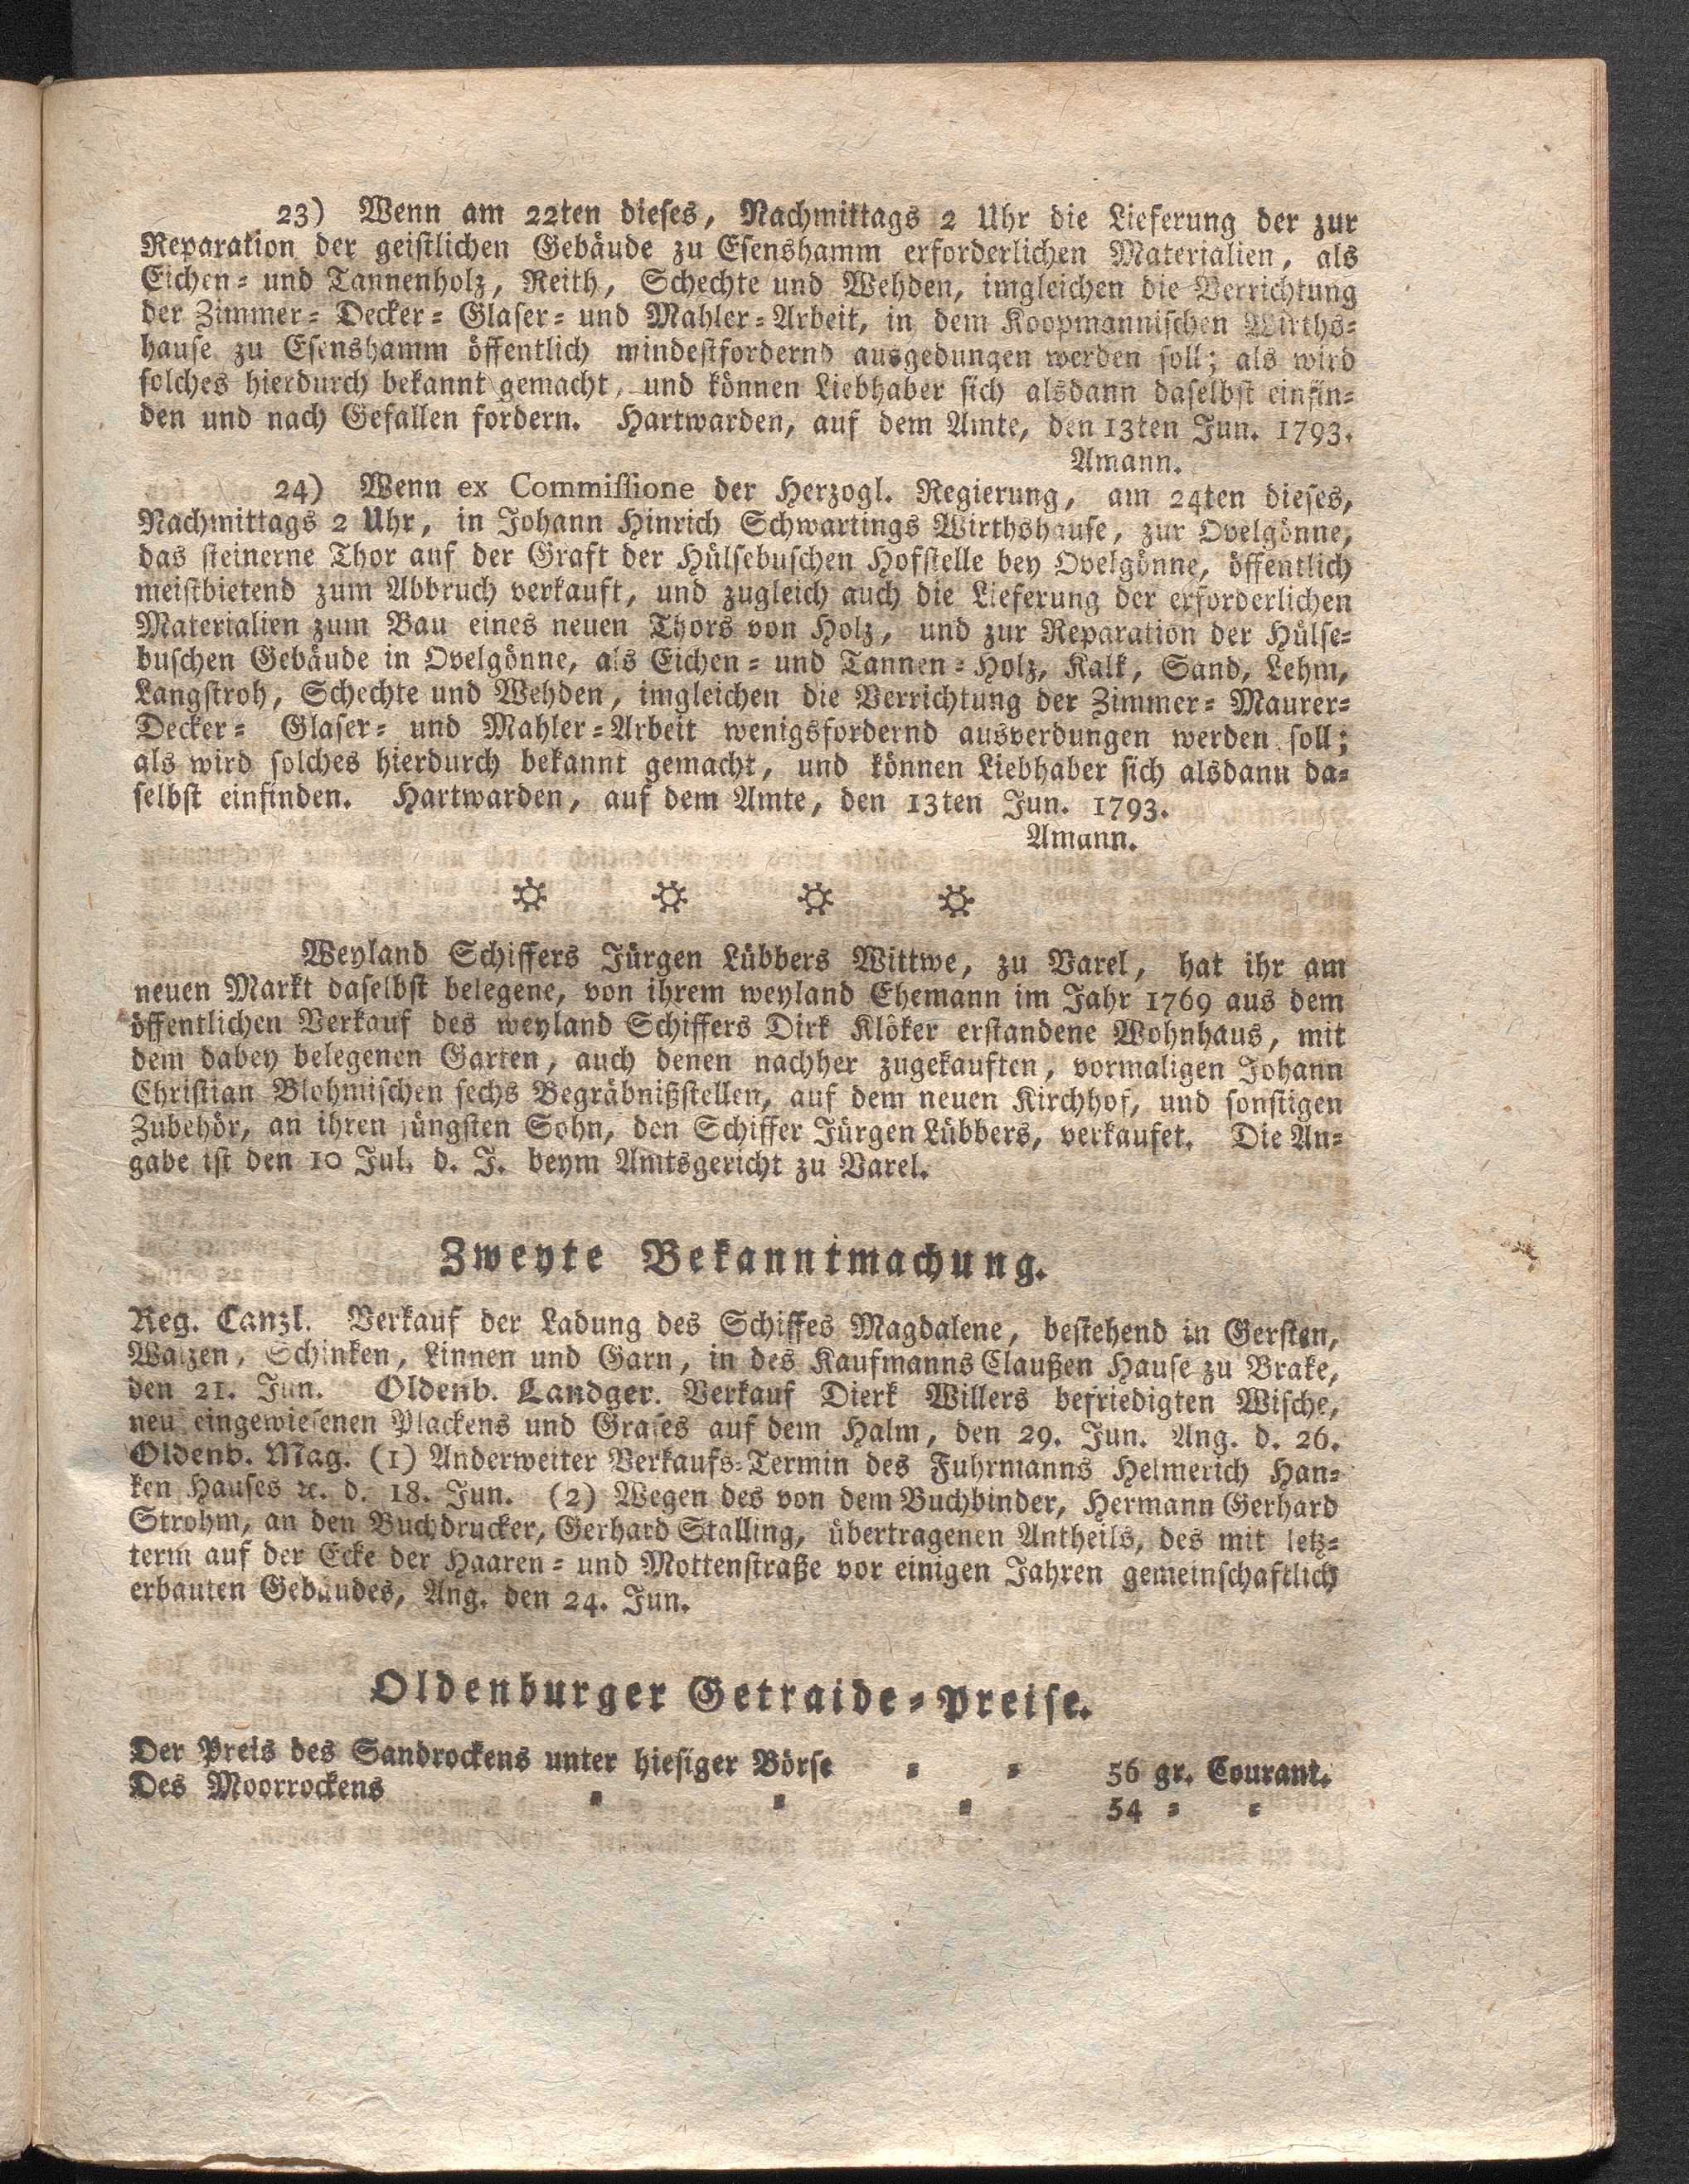 23) Wenn am 22ten dieses, Nachmittags 2 Uhr die Lieferung der zur
Reparation der geistlichen Gebäude zu Esenshamm erforderlichen Materialien, als
Eichen- und Tannenholz, Reith, Schechte und Wehden, imgleichen die Verrichtung
der Zimmer- Decker- Glaser- und Mahler-Arbeit, in dem Koopmannischen Wirths-
hause zu Esenshamm öffentlich mindestfordernd ausgedungen werden soll; als wird
solches hierdurch bekannt gemacht, und können Liebhaber sich alsdann daselbst einfin-
den und nach Gefallen fordern. Hartwarden, auf dem Amte, den 13ten Jun. 1793.
Amann.
24) Wenn ex Commissione der Herzogl. Regierung, am 24ten dieses,
Nachmittags 2 Uhr, in Johann Hinrich Schwartings Wirthshause, zur Ovelgönne,
das steinerne Thor auf der Graft der Hülsebuschen Hofstelle bey Ovelgönne, öffentlich
meistbietend zum Abbruch verkauft, und zugleich auch die Lieferung der erforderlichen
Materialien zum Bau eines neuen Thors von Holz, und zur Reparation der Hülse-
buschen Gebäude in Ovelgönne, als Eichen- und Tannen-Holz, Kalk, Sand, Lehm,
Langstroh, Schechte und Wehden, imgleichen die Verrichtung der Zimmer- Maurer-
Decker- Glaser- und Mahler-Arbeit wenigsfordernd ausverdungen werden soll;
als wird solches hierdurch bekannt gemacht, und können Liebhaber sich alsdann da-
selbst einfinden. Hartwarden, auf dem Amte, den 13ten Jun. 1793.
Amann.
Weyland Schiffers Jürgen Lübbers Wittwe, zu Varel, hat ihr am
neuen Markt daselbst belegene, von ihrem weyland Ehemann im Jahr 1769 aus dem
öffentlichen Verkauf des weyland Schiffers Dirk Klöker erstandene Wohnhaus, mit
dem dabey belegenen Garten, auch denen nachher zugekauften, vormaligen Johann
Christian Blohmischen sechs Begräbnißstellen, auf dem neuen Kirchhof, und sonstigen
Zubehör, an ihren jüngsten Sohn, den Schiffer Jürgen Lübbers, verkaufet. Die An-
gabe ist den 10 Jul. d. J. beym Amtsgericht zu Varel.
Zweyte Bekanntmachung.
Reg. Canzl. Verkauf der Ladung des Schiffes Magdalene, bestehend in Gersten,
Waizen, Schinken, Linnen und Garn, in des Kaufmanns Claußen Hause zu Brake,
den 21. Jun. Oldenb. Landger. Verkauf Dierk Willers befriedigten Wische,
neu eingewiesenen Plackens und Grases auf dem Halm, den 29. Jun. Ang. d. 26.
Oldenb. Mag. (1) Anderweiter Verkaufs-Termin des Fuhrmanns Helmerich Han-
ken Hauses ꝛc. d. 18. Jun. (2) Wegen des von dem Buchbinder, Hermann Gerhard
Strohm, an den Buchdrucker, Gerhard Stalling, übertragenen Antheils, des mit letz-
term auf der Ecke der Haaren- und Mottenstraße vor einigen Jahren gemeinschaftlich
erbauten Gebäudes, Ang. den 24. Jun.
Oldenburger Getraide-Preise.
Der Preis des Sandrockens unter hiesiger Börse - - 56 gr. Courant.
Des Moorrockens - - - 54 - -